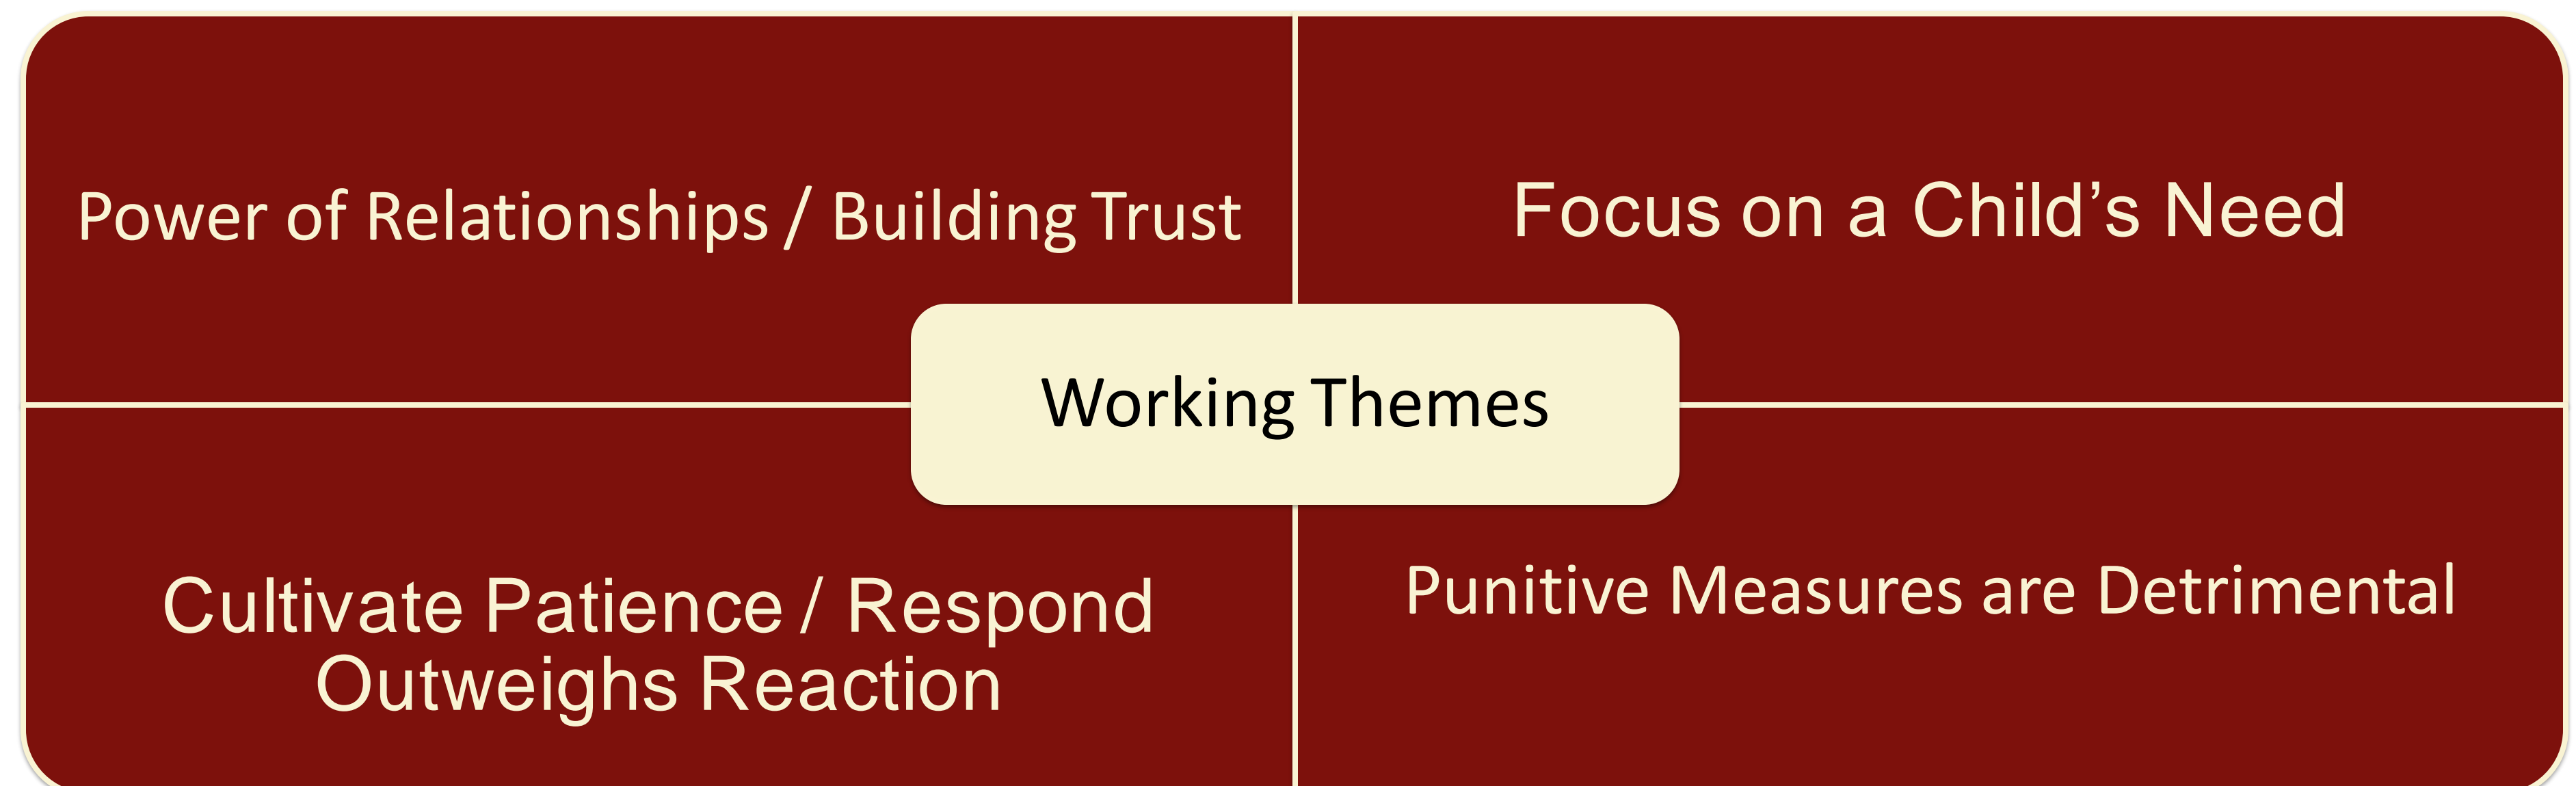 Power of Relationships / Building Trust
Focus on a Child’s Need
Working Themes
Cultivate Patience / Respond
Outweighs Reaction
Punitive Measures are Detrimental